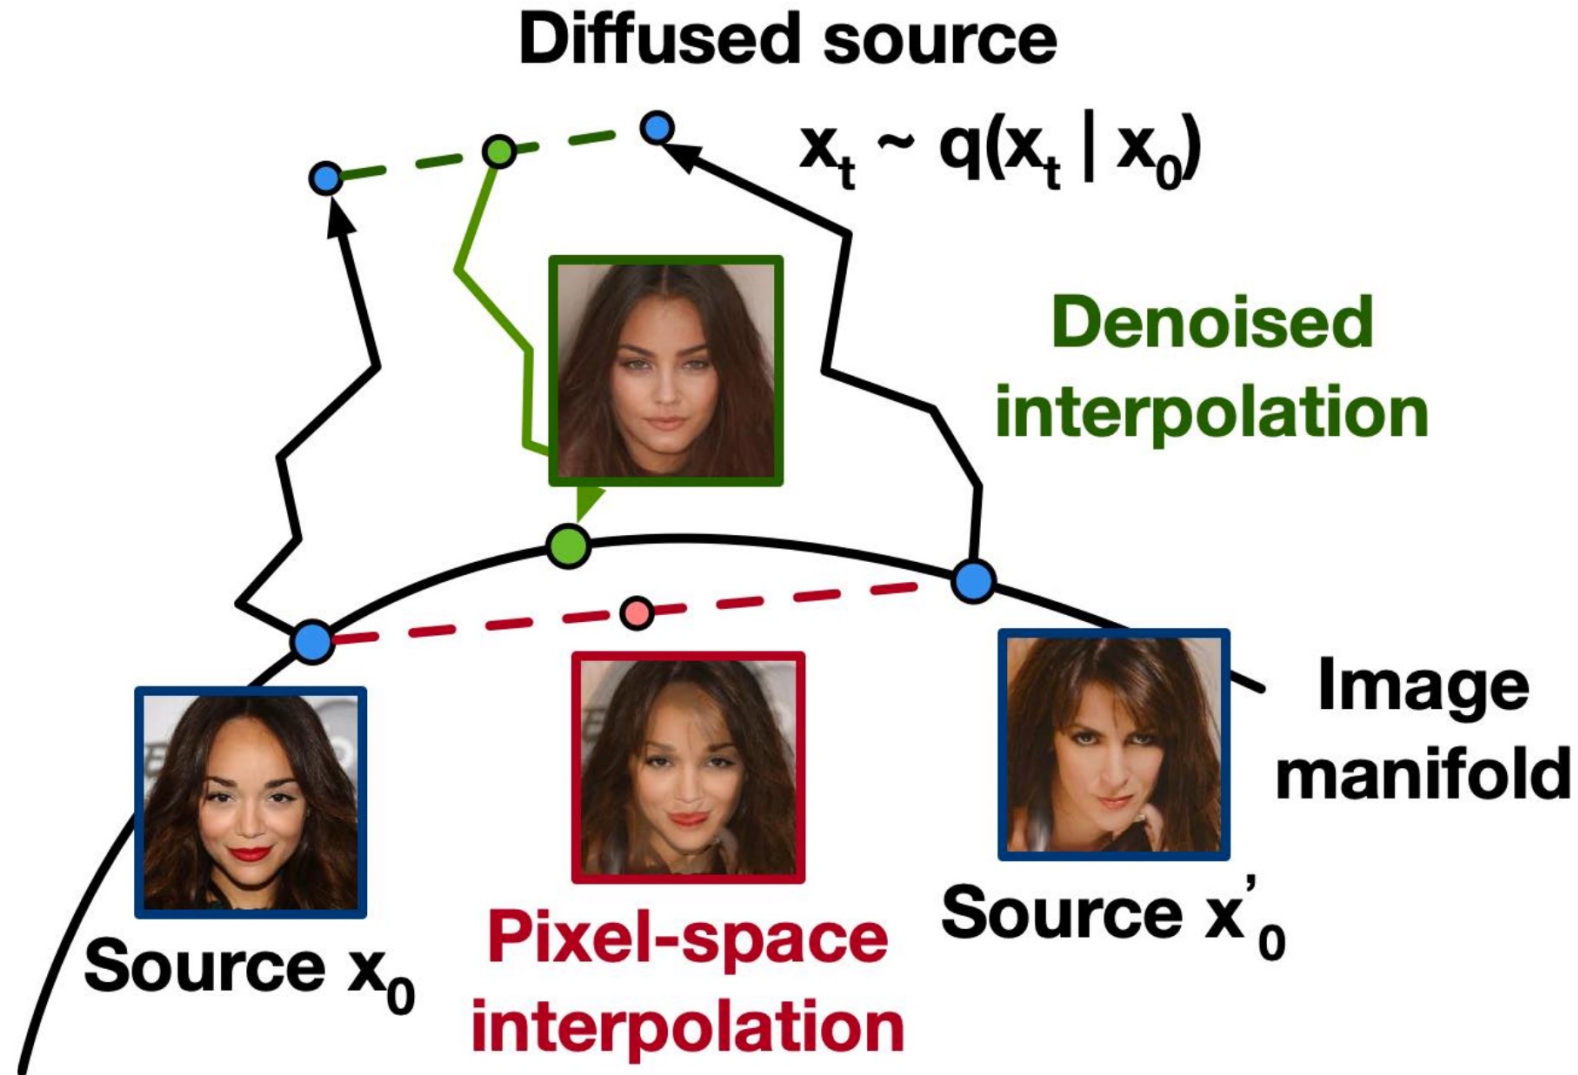 Diffused source
xₜ ~ q(xₜ | x₀)
Denoised
interpolation
Image
manifold
Source x₀
Pixel-space
interpolation
Source x'₀